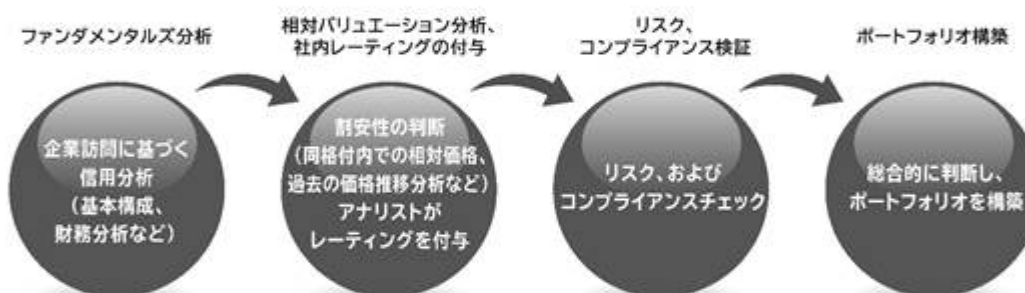 ファンダメンタルズ分析
相対バリュエーション分析、
社内レーティングの付与
リスク、
コンプライアンス検証
ポートフォリオ構築
企業訪問に基づく
信用分析
(基本構成、
財務分析など)
割安性の判断
(同格付内での相対価格、
過去の価格推移分析など)
アナリストが
レーティングを付与
リスク、および
コンプライアンスチェック
総合的に判断し、
ポートフォリオを構築